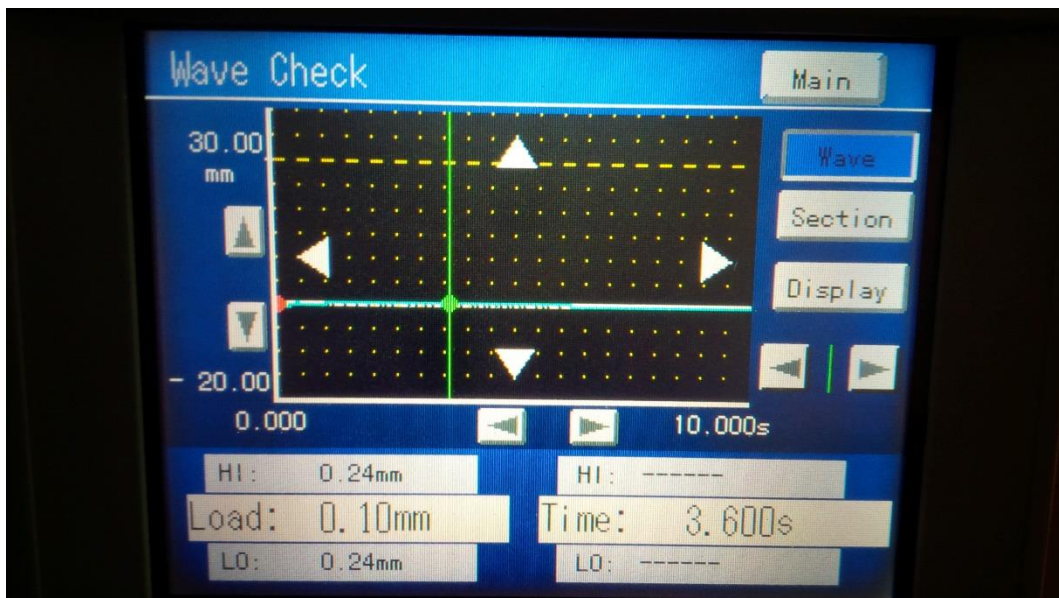 Wave Check
Main
30.00
mm
Wave
Section
Display
- 20.00
0.000
10.000s
HI: 0.24mm
HI: ------
Load: 0.10mm
Time: 3.600s
LO: 0.24mm
LO: ------